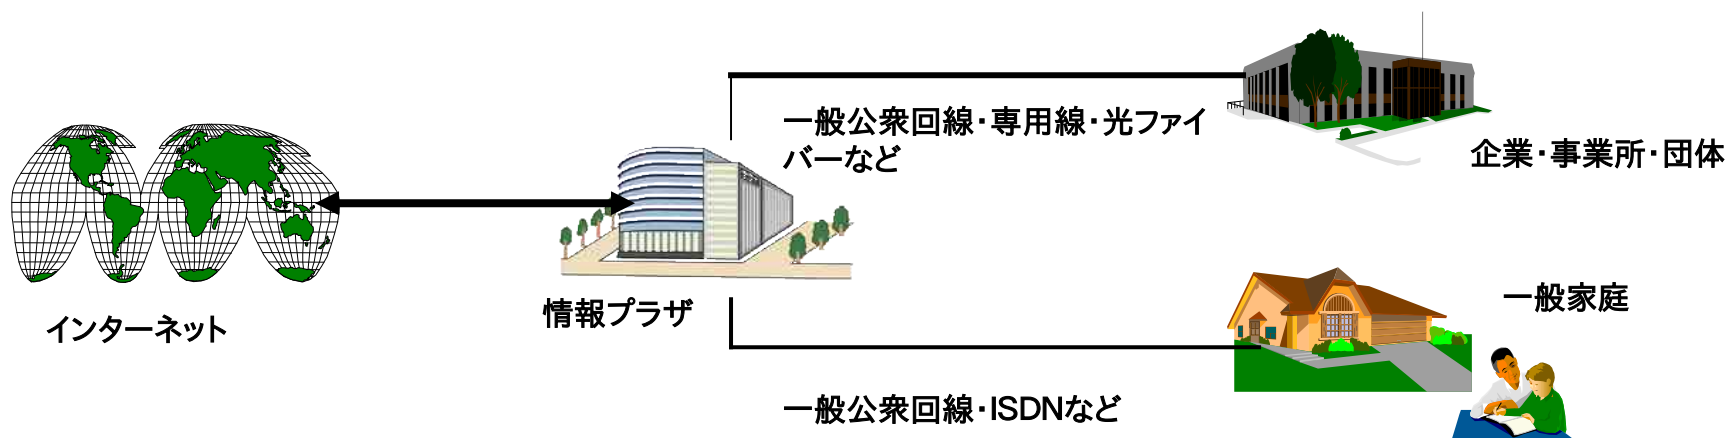 一般公衆回線・専用線・光ファイ
バーなど
企業・事業所・団体
インターネット
情報プラザ
一般家庭
一般公衆回線・ISDNなど